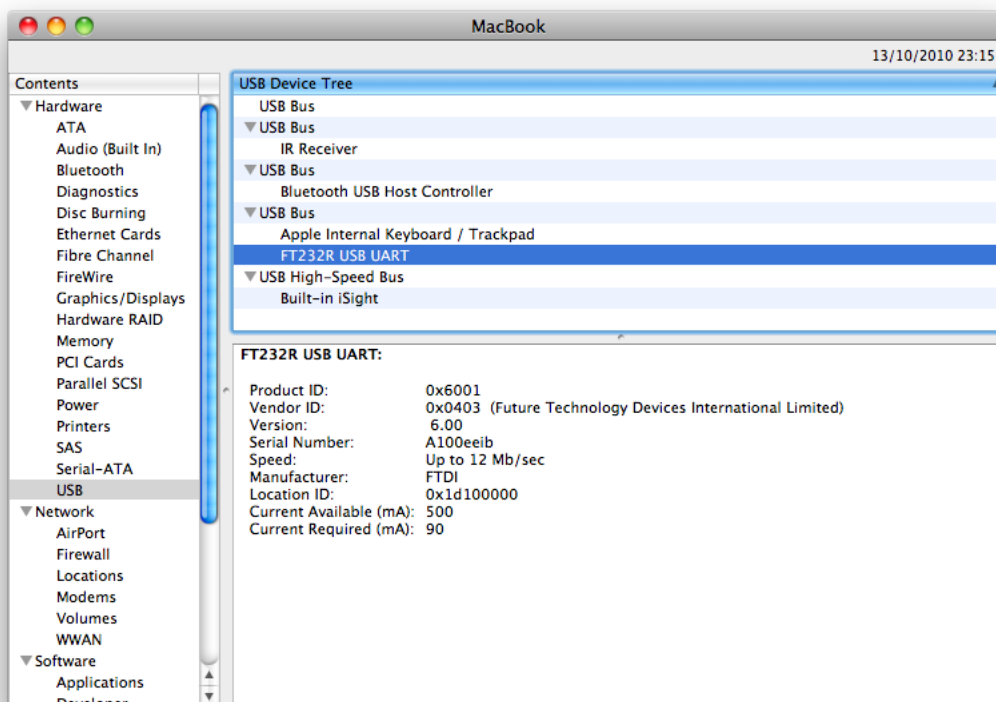 MacBook
13/10/2010 23:15
Contents
Hardware
ATA
Audio (Built In)
Bluetooth
Diagnostics
Disc Burning
Ethernet Cards
Fibre Channel
FireWire
Graphics/Displays
Hardware RAID
Memory
PCI Cards
Parallel SCSI
Power
Printers
SAS
Serial-ATA
USB
Network
AirPort
Firewall
Locations
Modems
Volumes
WWAN
Software
Applications
Developer
USB Device Tree
USB Bus
USB Bus
IR Receiver
USB Bus
Bluetooth USB Host Controller
USB Bus
Apple Internal Keyboard / Trackpad
FT232R USB UART
USB High-Speed Bus
Built-in iSight
FT232R USB UART:
Product ID: 0x6001
Vendor ID: 0x0403 (Future Technology Devices International Limited)
Version: 6.00
Serial Number: A100eeib
Speed: Up to 12 Mb/sec
Manufacturer: FTDI
Location ID: 0x1d100000
Current Available (mA): 500
Current Required (mA): 90